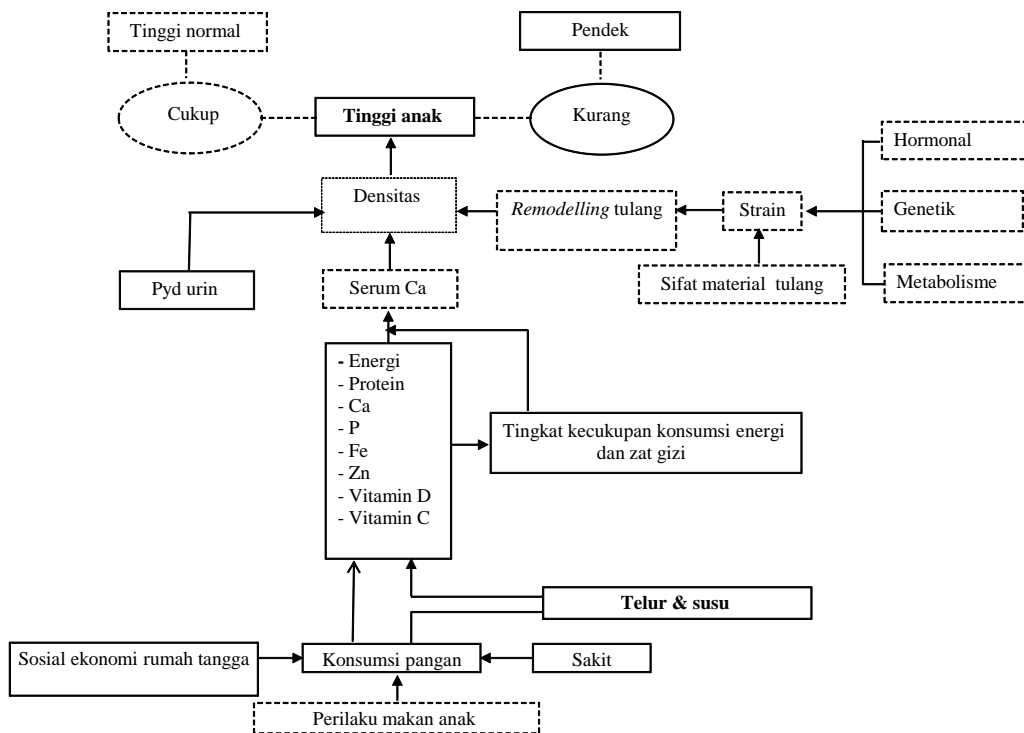 Tinggi normal
Pendek
Cukup
Tinggi anak
Kurang
Hormonal
Densitas
Remodelling tulang
Strain
Genetik
Pyd urin
Serum Ca
Sifat material tulang
Metabolisme
- Energi
- Protein
- Ca
- P
- Fe
- Zn
- Vitamin D
- Vitamin C
Tingkat kecukupan konsumsi energi
dan zat gizi
Telur & susu
Sosial ekonomi rumah tangga
Konsumsi pangan
Sakit
Perilaku makan anak